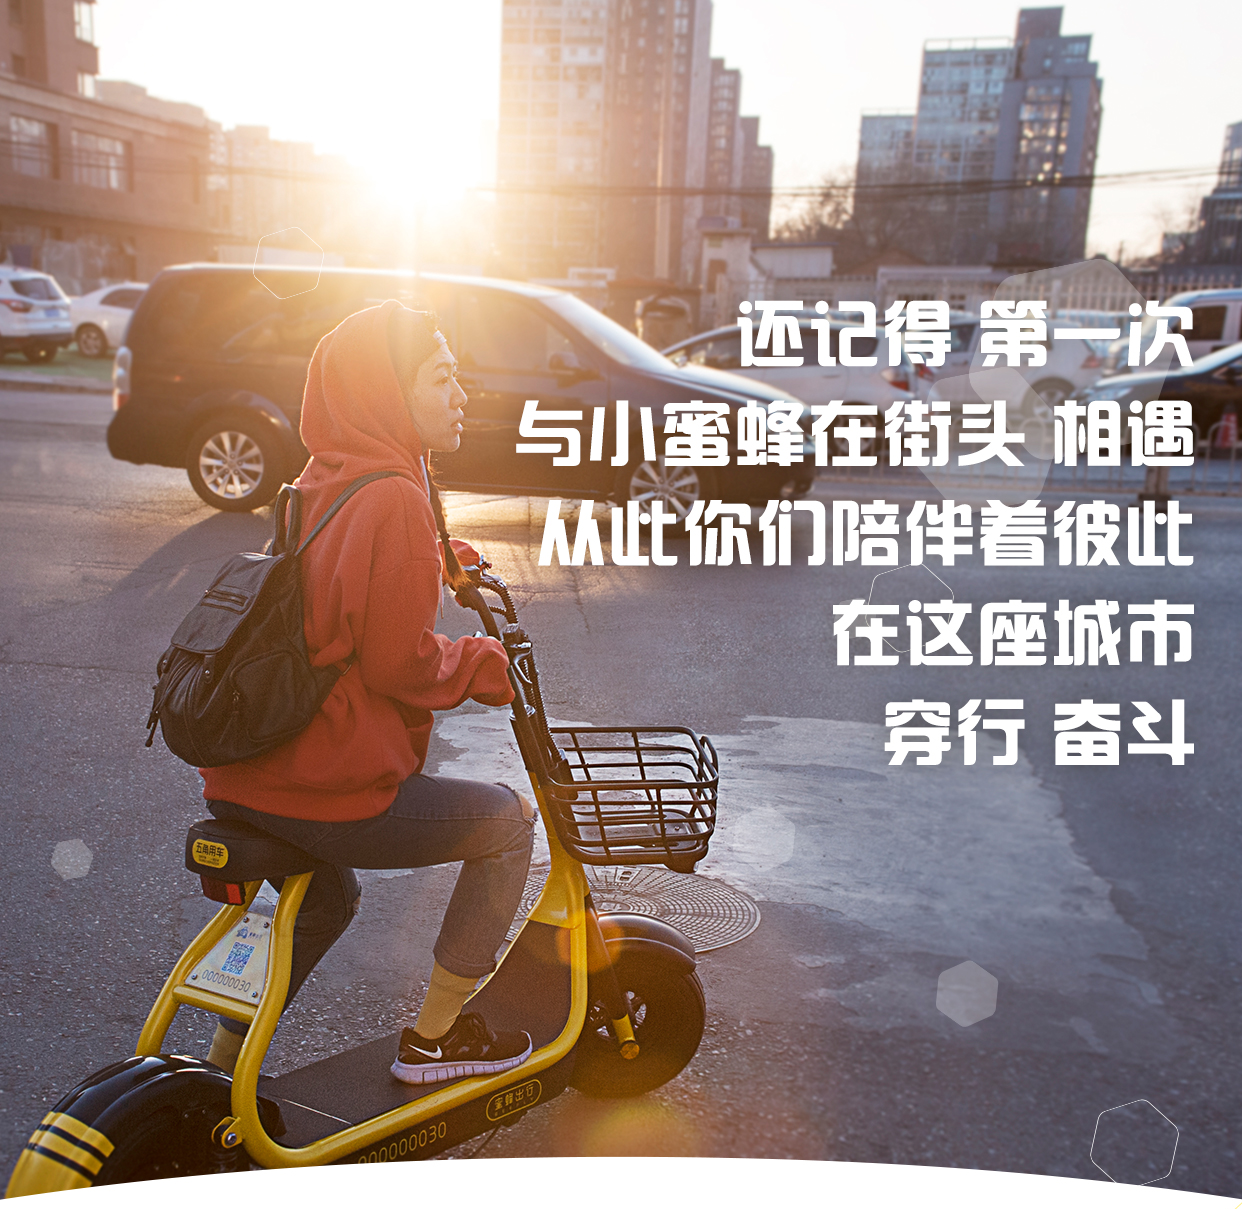 还记得 第一次
与小蜜蜂在街头 相遇
从此你们陪伴着彼此
在这座城市
穿行 奋斗
五角用车
000000030
蜜蜂出行
000000030